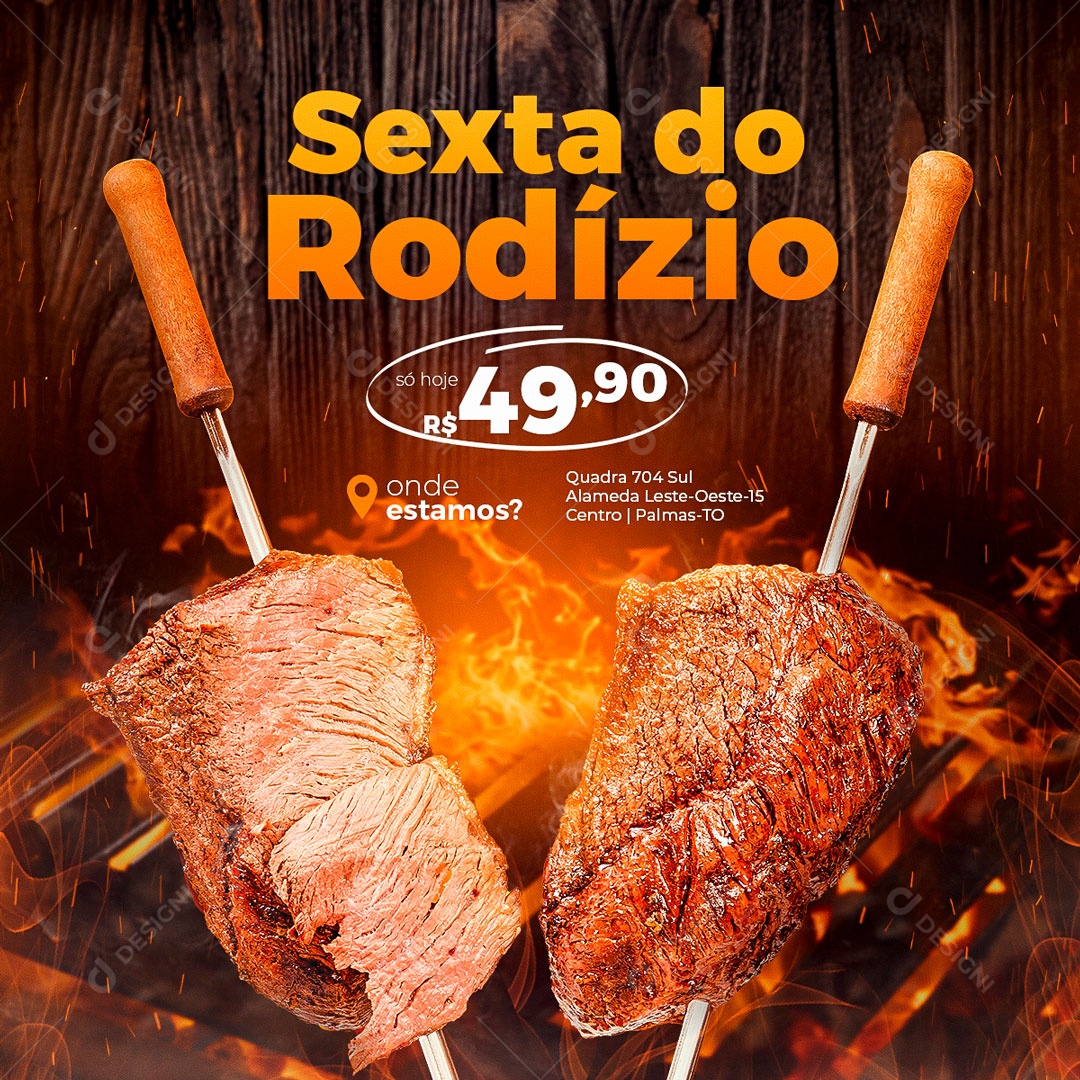 Sexta do
Rodízio
só hoje
R$49,90
onde
estamos?
Quadra 704 Sul
Alameda Leste-Oeste-15
Centro | Palmas-TO
DESIGNI